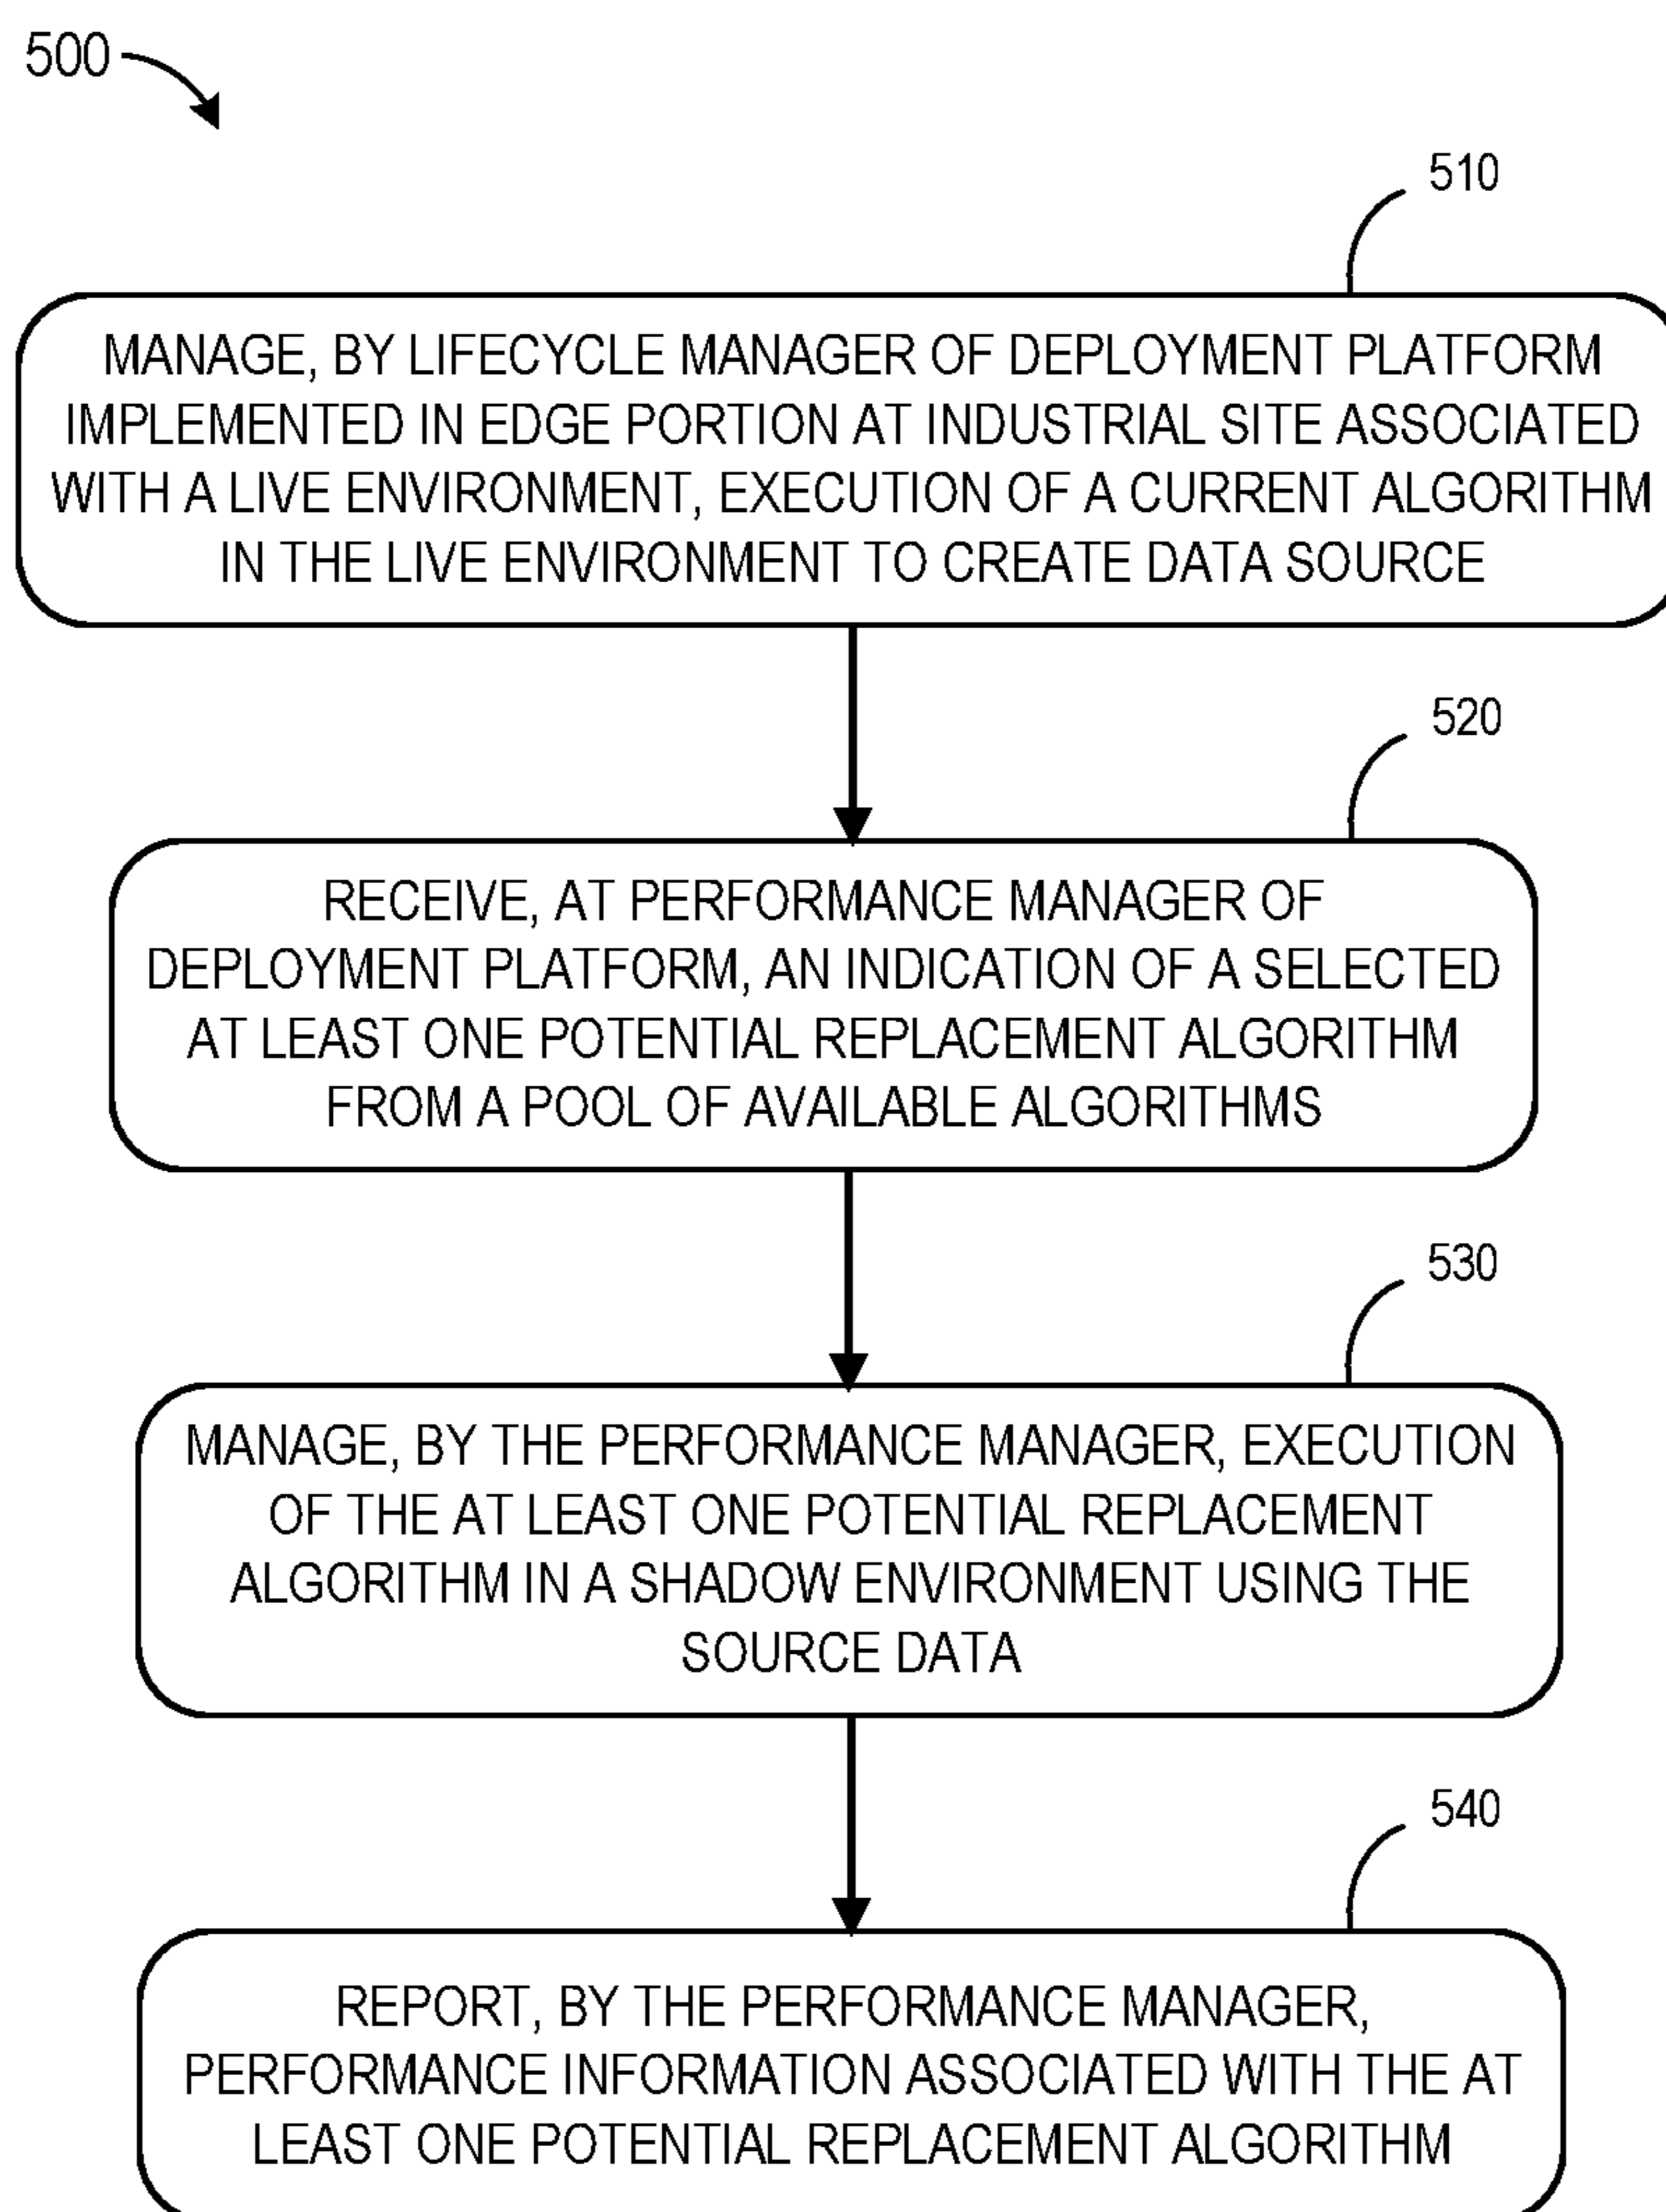 500
510
MANAGE, BY LIFECYCLE MANAGER OF DEPLOYMENT PLATFORM
IMPLEMENTED IN EDGE PORTION AT INDUSTRIAL SITE ASSOCIATED
WITH A LIVE ENVIRONMENT, EXECUTION OF A CURRENT ALGORITHM
IN THE LIVE ENVIRONMENT TO CREATE DATA SOURCE
520
RECEIVE, AT PERFORMANCE MANAGER OF
DEPLOYMENT PLATFORM, AN INDICATION OF A SELECTED
AT LEAST ONE POTENTIAL REPLACEMENT ALGORITHM
FROM A POOL OF AVAILABLE ALGORITHMS
530
MANAGE, BY THE PERFORMANCE MANAGER, EXECUTION
OF THE AT LEAST ONE POTENTIAL REPLACEMENT
ALGORITHM IN A SHADOW ENVIRONMENT USING THE
SOURCE DATA
540
REPORT, BY THE PERFORMANCE MANAGER,
PERFORMANCE INFORMATION ASSOCIATED WITH THE AT
LEAST ONE POTENTIAL REPLACEMENT ALGORITHM